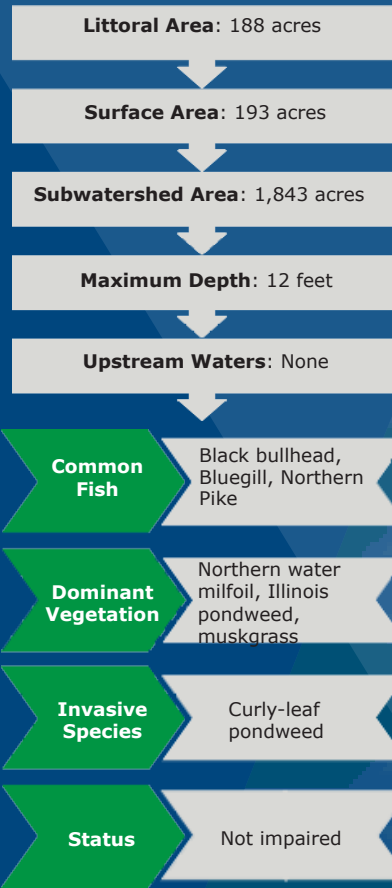 Littoral Area: 188 acres
Surface Area: 193 acres
Subwatershed Area: 1,843 acres
Maximum Depth: 12 feet
Upstream Waters: None
Common
Fish
Black bullhead,
Bluegill, Northern
Pike
Dominant
Vegetation
Northern water
milfoil, Illinois
pondweed,
muskgrass
Invasive
Species
Curly-leaf
pondweed
Status
Not impaired